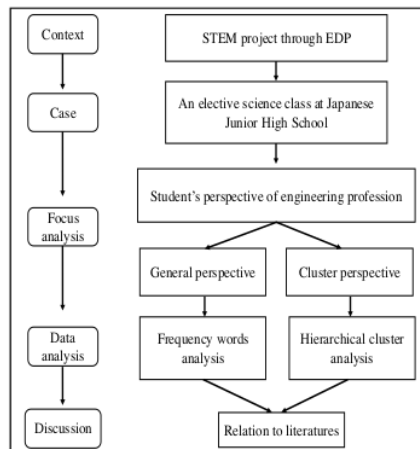 Context
STEM project through EDP
Case
An elective science class at Japanese
Junior High School
Student's perspective of engineering profession
Focus
analysis
General perspective
Cluster perspective
Data
analysis
Frequency words
analysis
Hierarchical cluster
analysis
Discussion
Relation to literatures